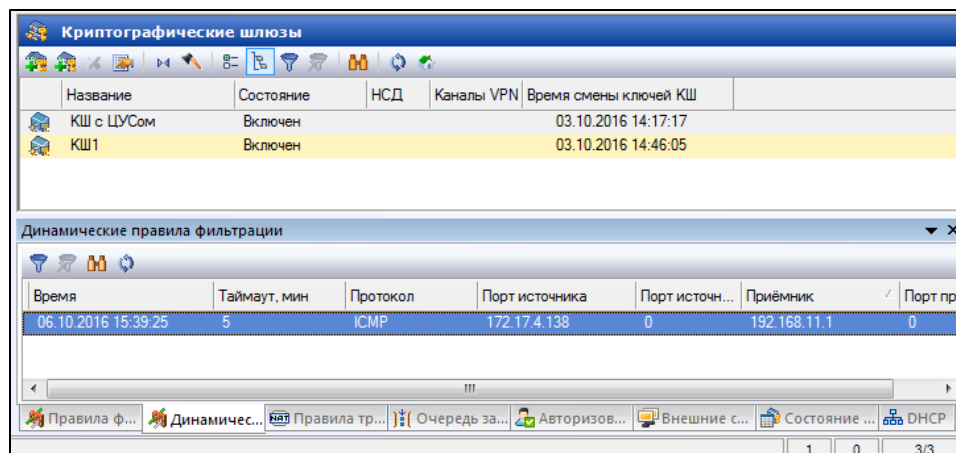 Криптографические шлюзы
Название Состояние НСД Каналы VPN Время смены ключей КШ
КШ с ЦУСом Включен 03.10.2016 14:17:17
КШ1 Включен 03.10.2016 14:46:05
Динамические правила фильтрации
Время Таймаут, мин Протокол Порт источника Порт источн... Приёмник Порт пр
06.10.2016 15:39:25 5 ICMP 172.17.4.138 0 192.168.11.1 0
Правила ф... Динамичес... NAT Правила тр... Очередь за... Авторизов... Внешние с... Состояние ... DHCP
1 0 3/3